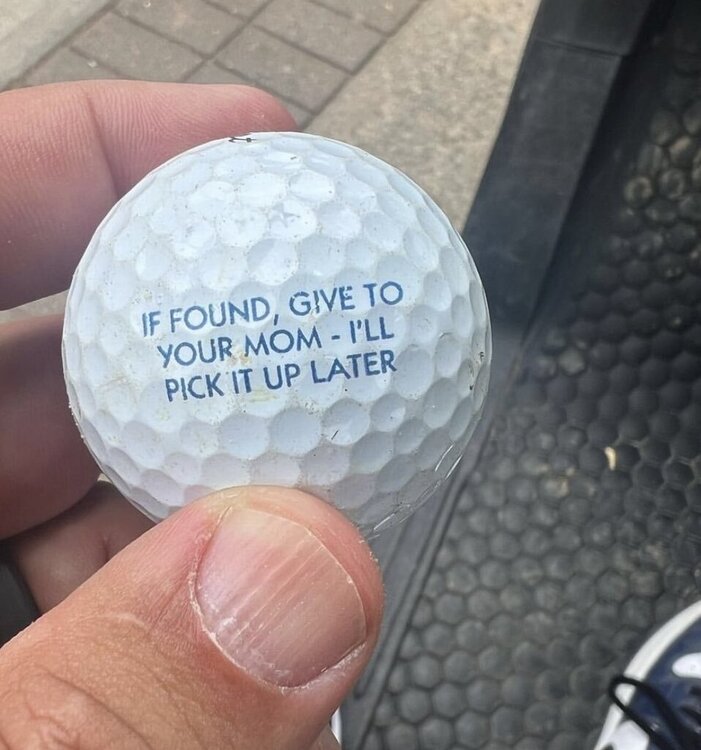 IF FOUND, GIVE TO
YOUR MOM - I'LL
PICK IT UP LATER